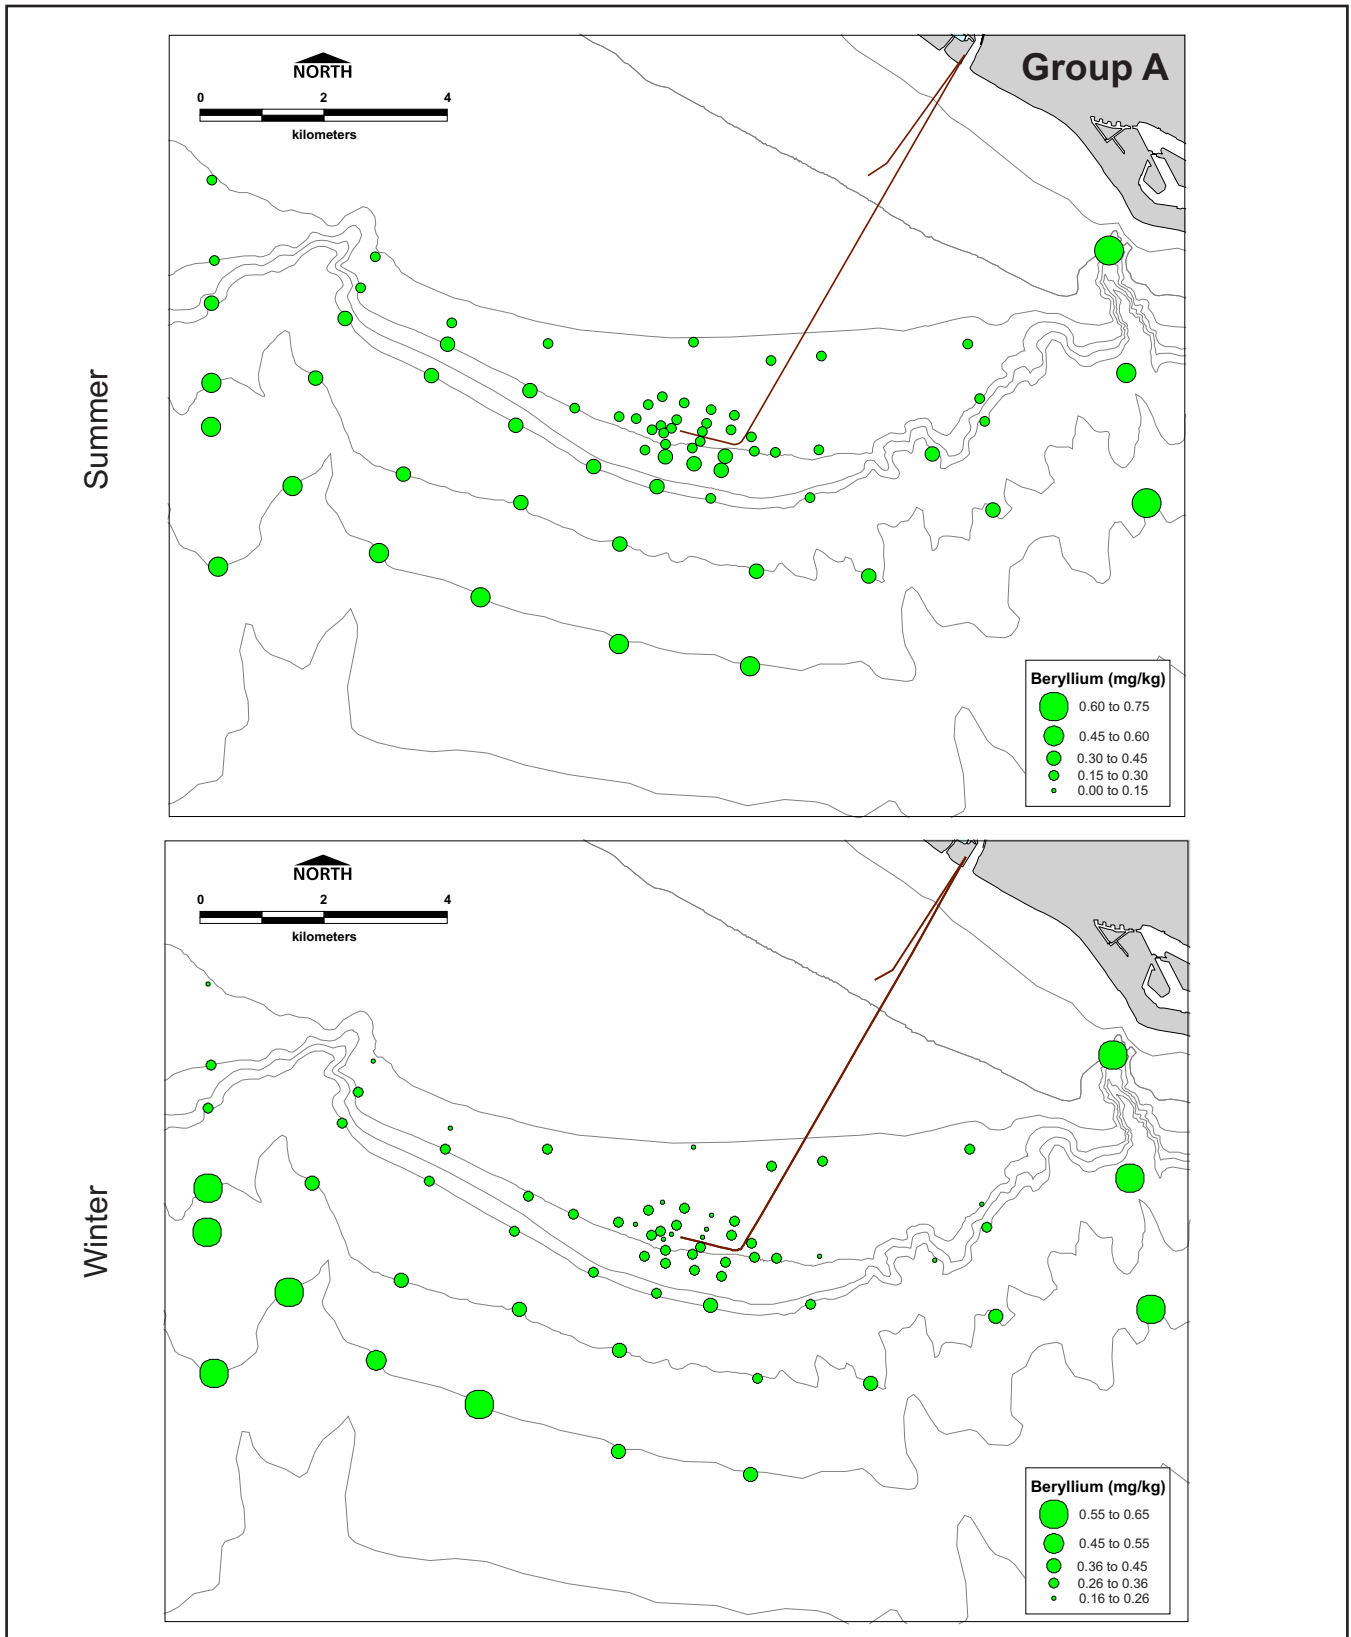 Group A
NORTH
0 2 4
kilometers
Summer
Beryllium (mg/kg)
0.60 to 0.75
0.45 to 0.60
0.30 to 0.45
0.15 to 0.30
0.00 to 0.15
NORTH
0 2 4
kilometers
Winter
Beryllium (mg/kg)
0.55 to 0.65
0.45 to 0.55
0.36 to 0.45
0.26 to 0.36
0.16 to 0.26